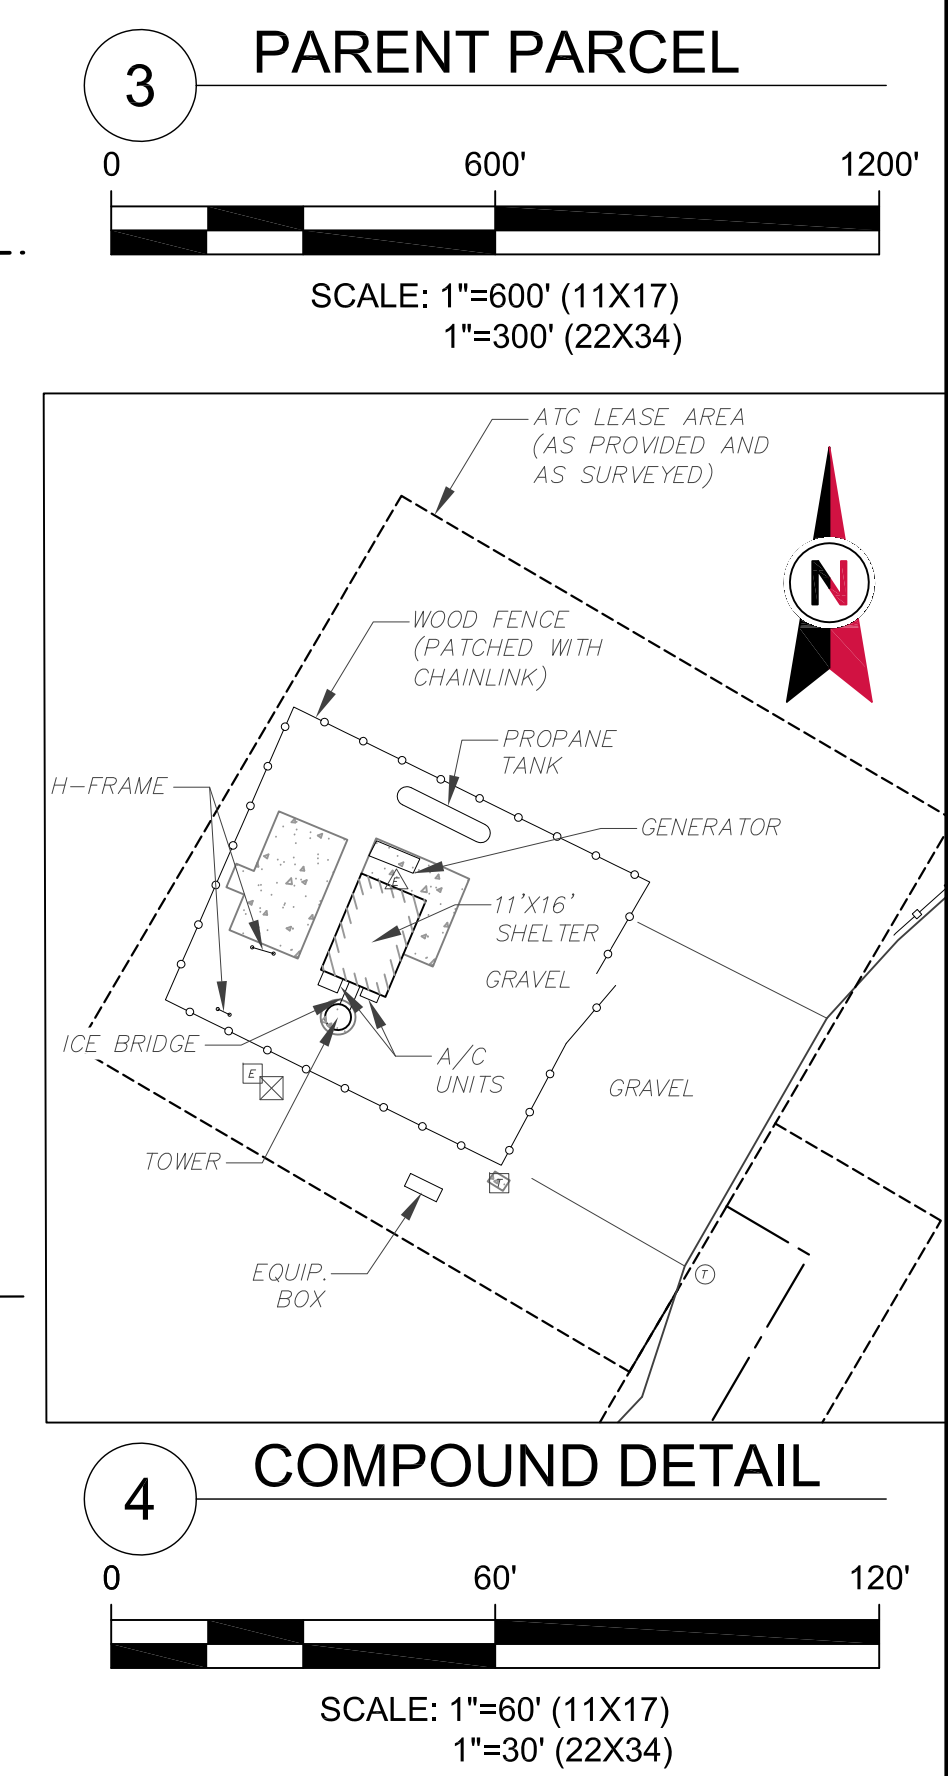 3
PARENT PARCEL
0 600' 1200'
SCALE: 1"=600' (11X17)
1"=300' (22X34)
ATC LEASE AREA
(AS PROVIDED AND
AS SURVEYED)
N
WOOD FENCE
(PATCHED WITH
CHAINLINK)
PROPANE
TANK
H-FRAME
GENERATOR
E
11'X16'
SHELTER
GRAVEL
ICE BRIDGE
A/C
UNITS
E
GRAVEL
TOWER
T
EQUIP.
BOX
T
4
COMPOUND DETAIL
0 60' 120'
SCALE: 1"=60' (11X17)
1"=30' (22X34)